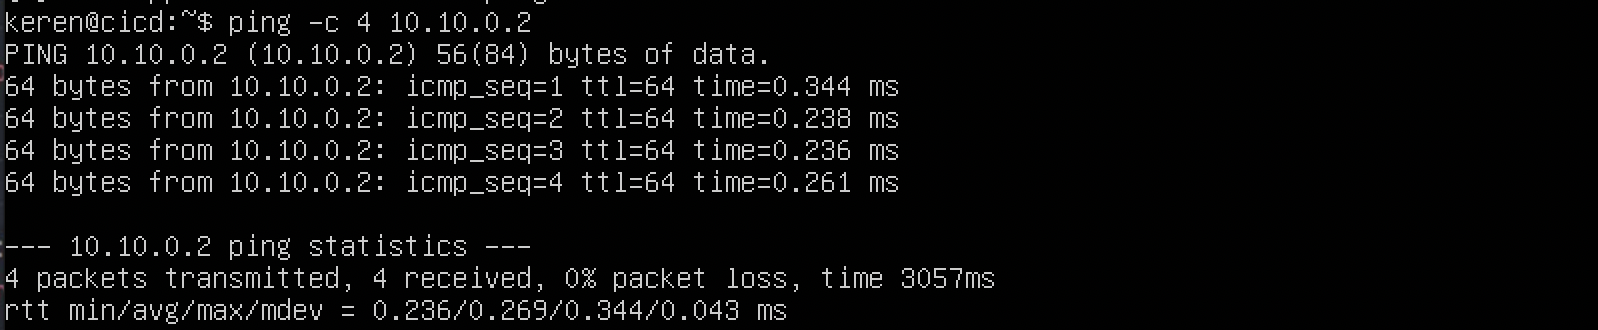 keren@cicd:~$ ping -c 4 10.10.0.2
PING 10.10.0.2 (10.10.0.2) 56(84) bytes of data.
64 bytes from 10.10.0.2: icmp_seq=1 ttl=64 time=0.344 ms
64 bytes from 10.10.0.2: icmp_seq=2 ttl=64 time=0.238 ms
64 bytes from 10.10.0.2: icmp_seq=3 ttl=64 time=0.236 ms
64 bytes from 10.10.0.2: icmp_seq=4 ttl=64 time=0.261 ms
--- 10.10.0.2 ping statistics ---
4 packets transmitted, 4 received, 0% packet loss, time 3057ms
rtt min/avg/max/mdev = 0.236/0.269/0.344/0.043 ms